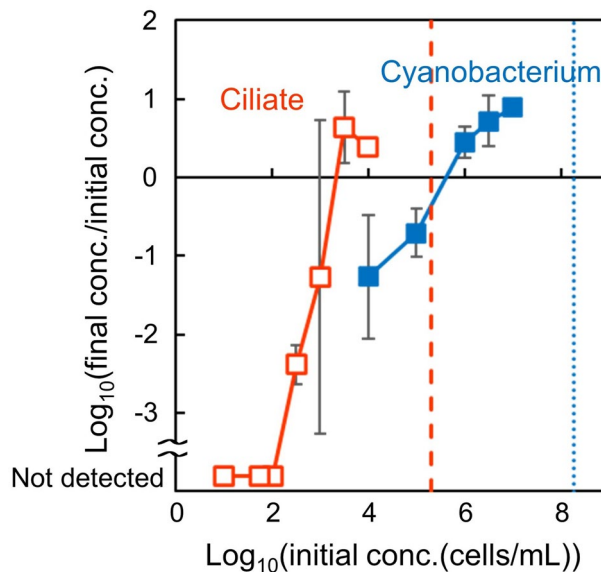 2
Cyanobacterium
Ciliate
1
0
-1
-2
-3
Not detected
Log10(final conc./initial conc.)
0
2
4
6
8
Log10(initial conc.(cells/mL))